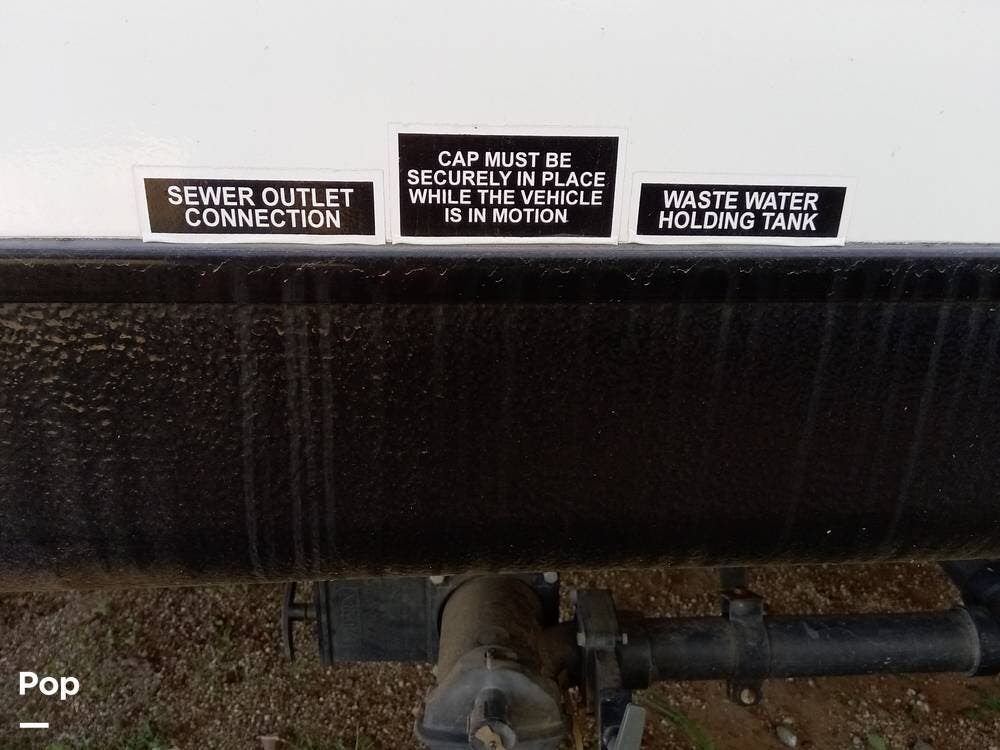 SEWER OUTLET
CONNECTION
CAP MUST BE
SECURELY IN PLACE
WHILE THE VEHICLE
IS IN MOTION
WASTE WATER
HOLDING TANK
Pop